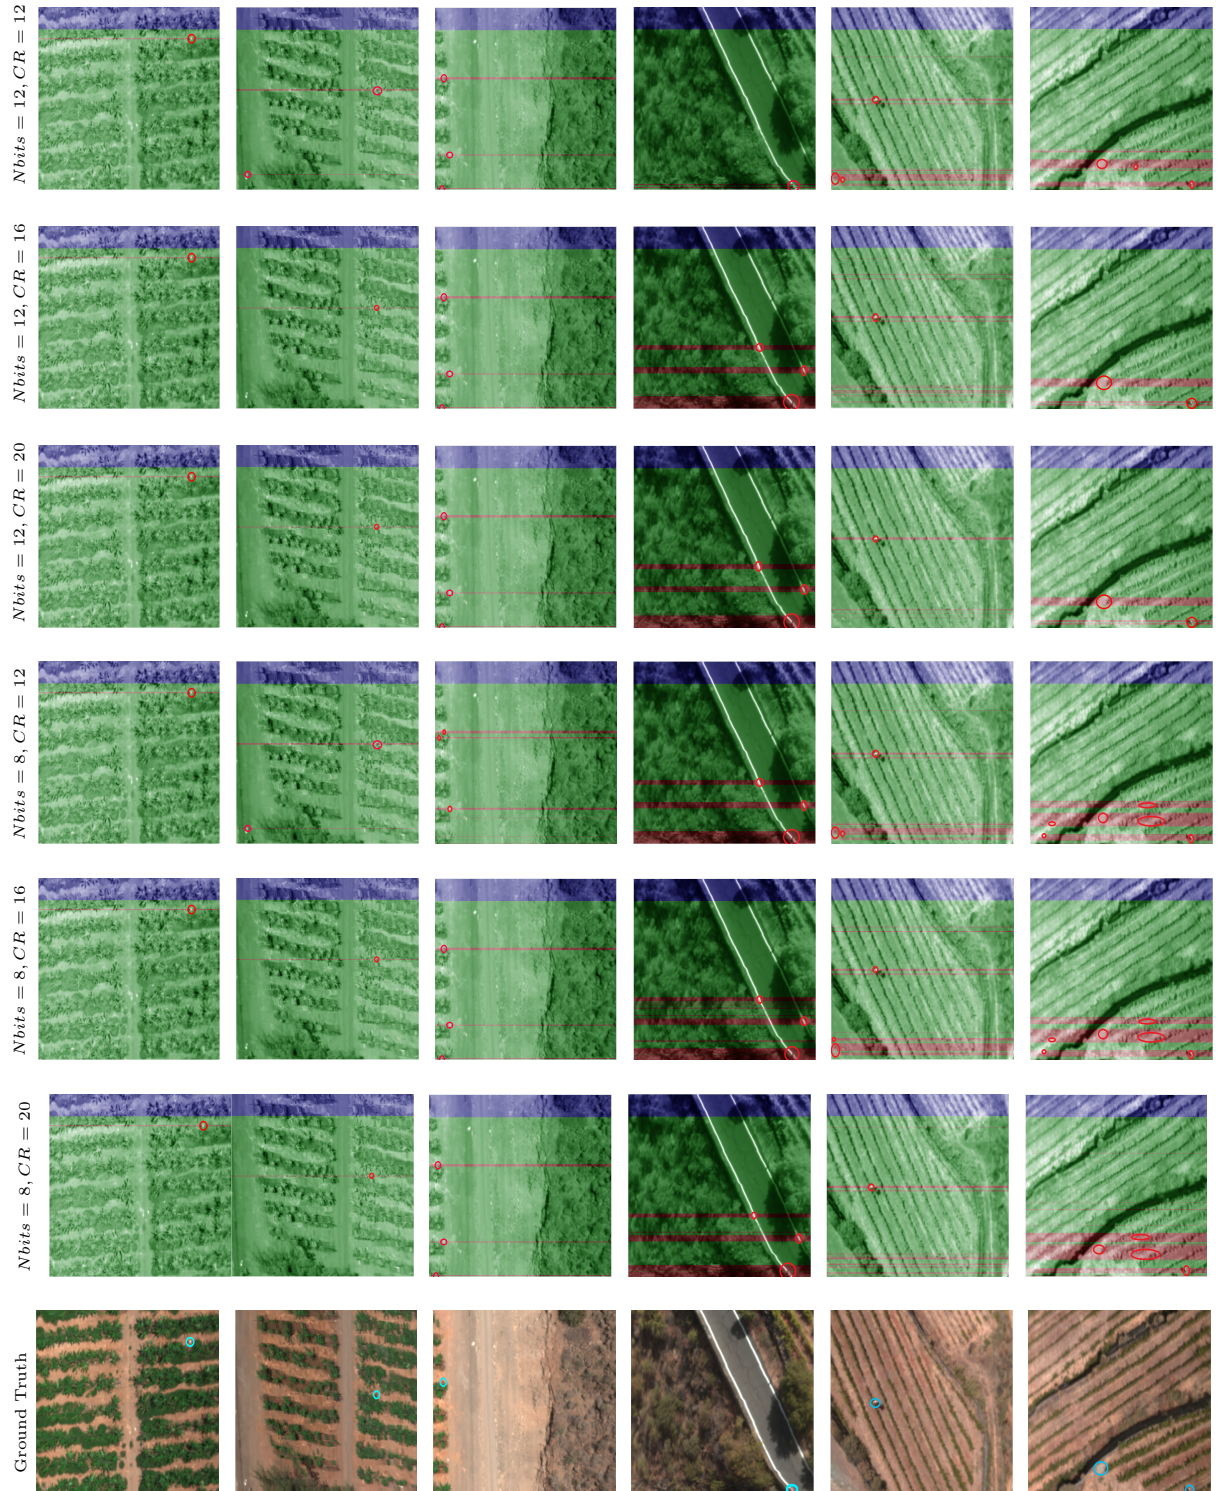 Nbits = 12, CR = 12
Nbits = 12, CR = 16
Nbits = 12, CR = 20
Nbits = 8, CR = 12
Nbits = 8, CR = 16
Nbits = 8, CR = 20
Ground Truth